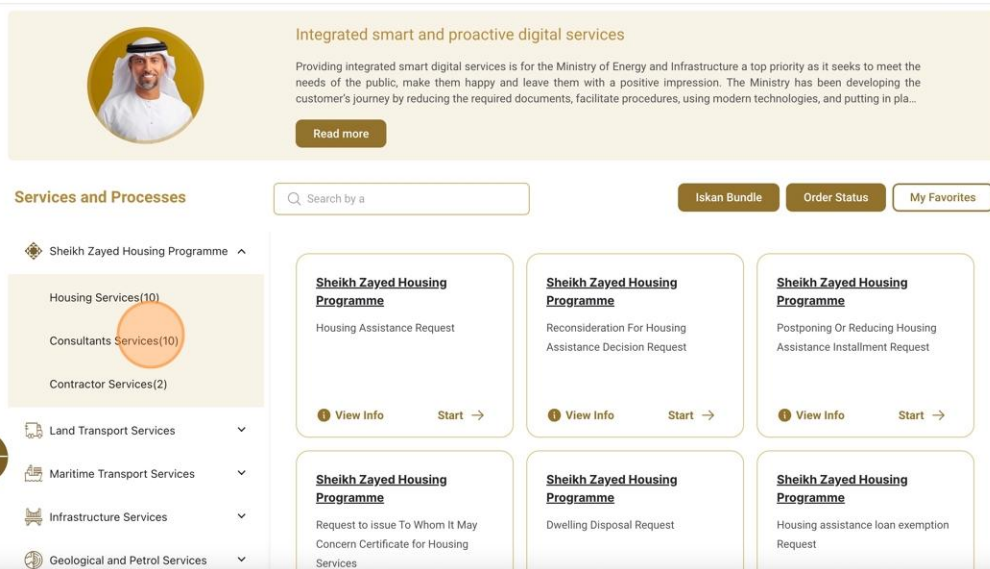 Integrated smart and proactive digital services
Providing integrated smart digital services is for the Ministry of Energy and Infrastructure a top priority as it seeks to meet the
needs of the public, make them happy and leave them with a positive impression. The Ministry has been developing the
customer's journey by reducing the required documents, facilitate procedures, using modern technologies, and putting in pla...
Read more
Services and Processes
Search by a
Iskan Bundle
Order Status
My Favorites
Sheikh Zayed Housing Programme
Housing Services(10)
Consultants Services(10)
Contractor Services(2)
Land Transport Services
Maritime Transport Services
Infrastructure Services
Geological and Petrol Services
Sheikh Zayed Housing
Programme
Housing Assistance Request
View Info
Start
Sheikh Zayed Housing
Programme
Reconsideration For Housing
Assistance Decision Request
View Info
Start
Sheikh Zayed Housing
Programme
Postponing Or Reducing Housing
Assistance Installment Request
View Info
Start
Sheikh Zayed Housing
Programme
Request to issue To Whom It May
Concern Certificate for Housing
Services
Sheikh Zayed Housing
Programme
Dwelling Disposal Request
Sheikh Zayed Housing
Programme
Housing assistance loan exemption
Request